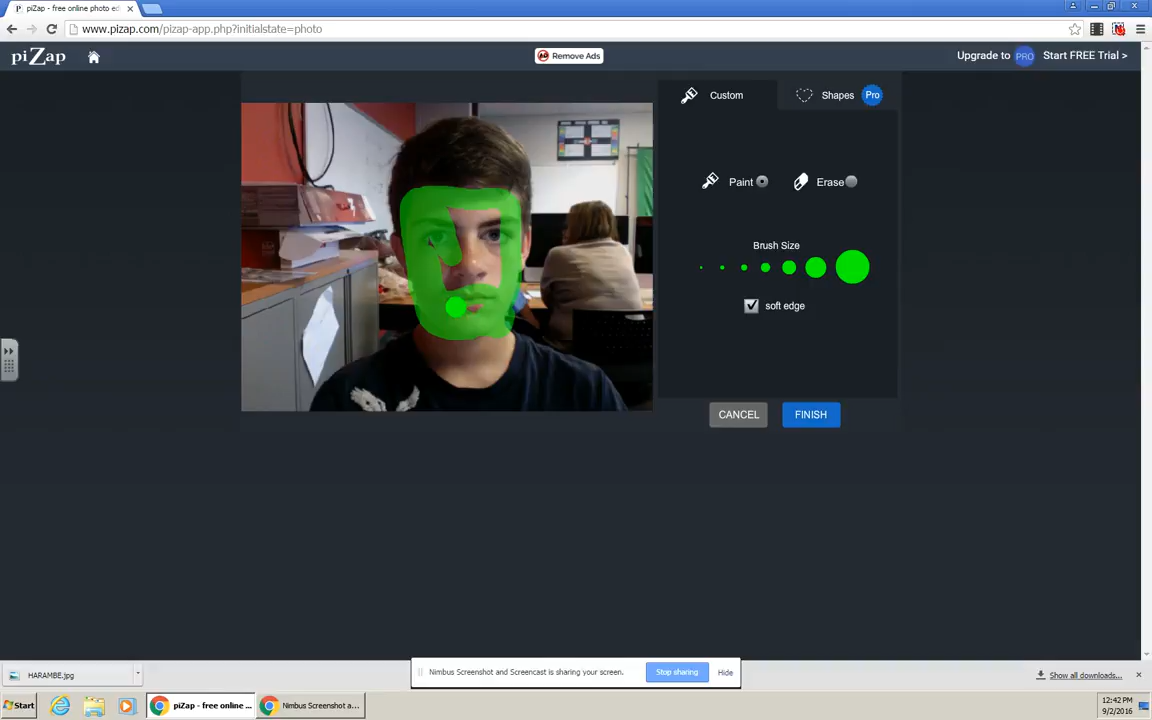 piZap - free online photo ed
www.pizap.com/pizap-app.php?initialstate=photo
piZap
Remove Ads
Upgrade to PRO Start FREE Trial >
Custom
Shapes Pro
Paint
Erase
Brush Size
soft edge
CANCEL
FINISH
HARAMBE.jpg
Nimbus Screenshot and Screencast is sharing your screen.
Stop sharing
Hide
Show all downloads...
Start
piZap - free online ...
Nimbus Screenshot a...
12:42 PM
9/2/2016